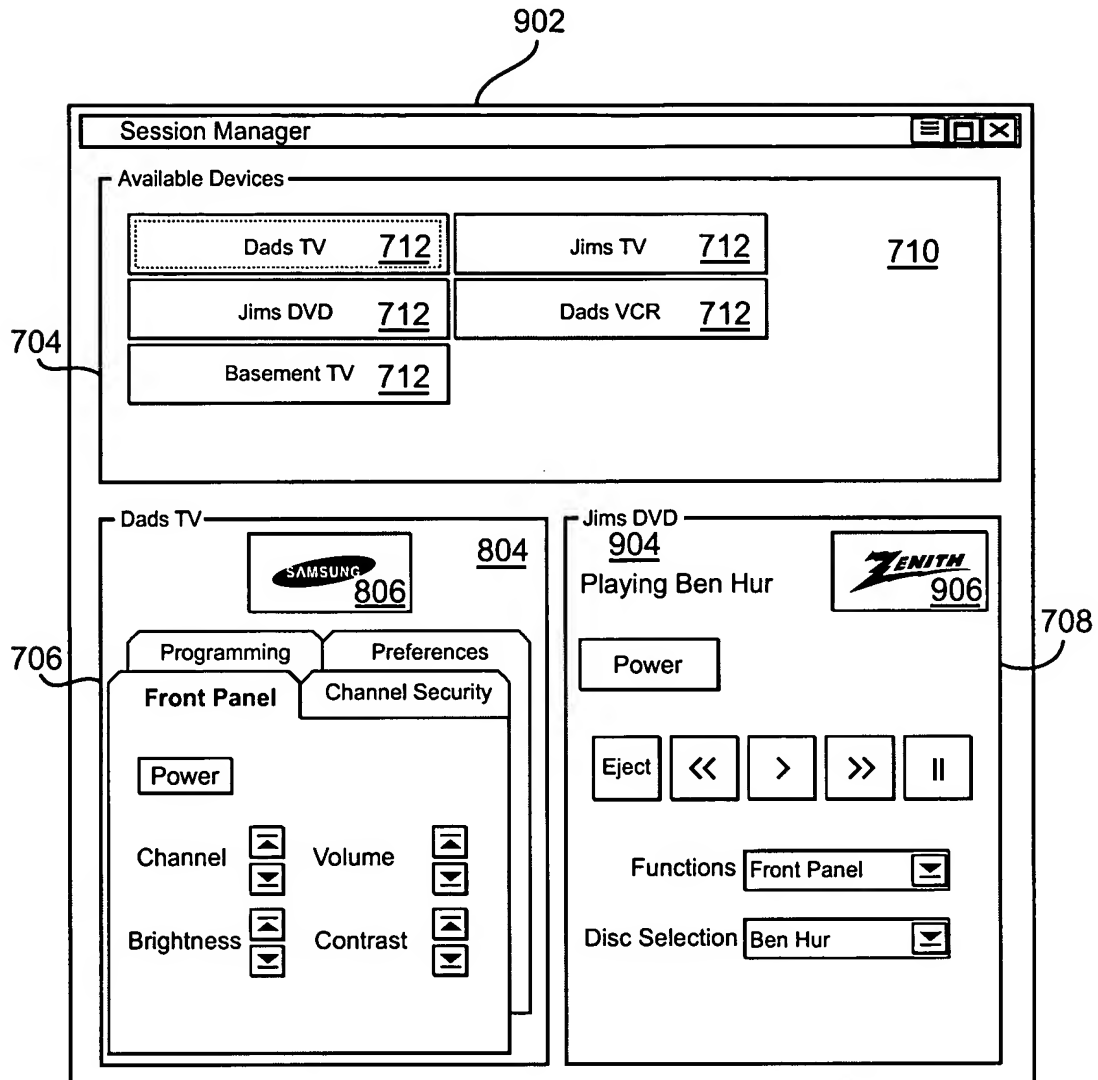 902
Session Manager
Available Devices
Dads TV 712
Jims TV 712
710
Jims DVD 712
Dads VCR 712
704
Basement TV 712
Dads TV
SAMSUNG
806
804
706
Programming
Preferences
Front Panel
Channel Security
Power
Channel
Volume
Brightness
Contrast
Jims DVD
904
Playing Ben Hur
ZENITH
906
708
Power
Eject
<<
>
>>
||
Functions Front Panel
Disc Selection Ben Hur